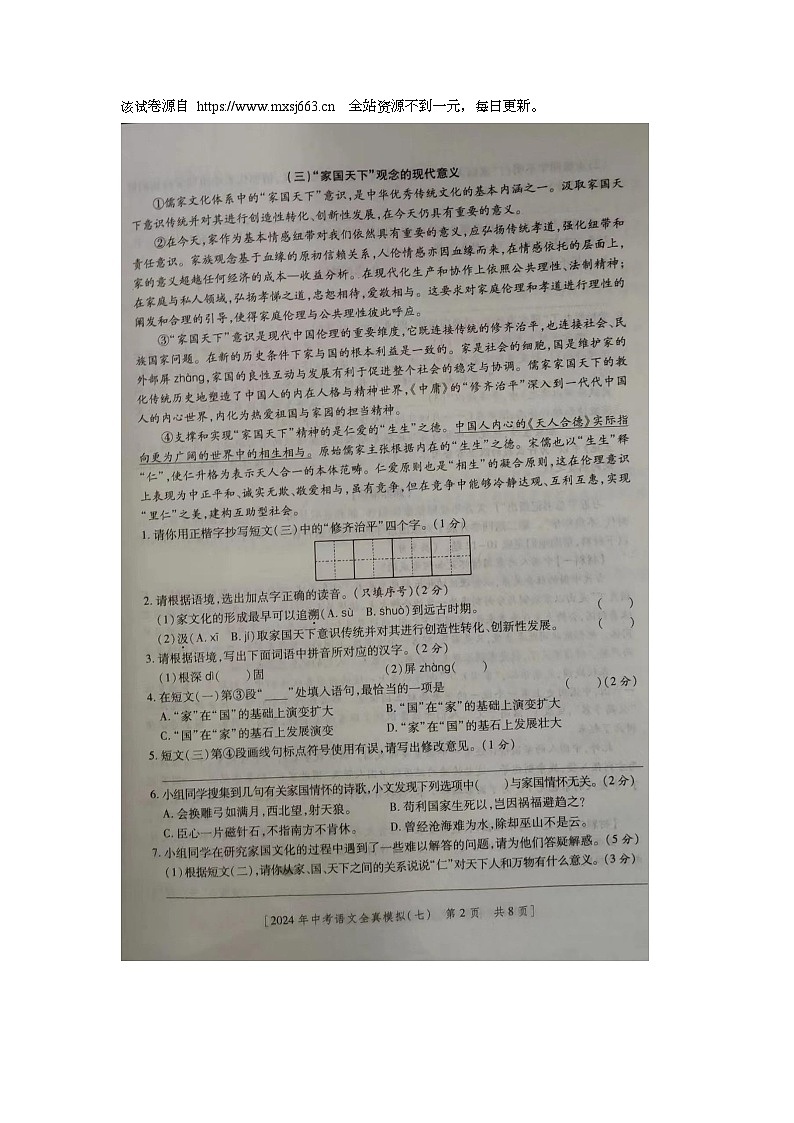 该试卷源自 https://www.mxsj663.cn 全站资源不到一元，每日更新。
(三)“家国天下”观念的现代意义
①儒家文化体系中的“家国天下”意识,是中华优秀传统文化的基本内涵之一。汲取家国天
下意识传统并对其进行创造性转化、创新性发展,在今天仍具有重要的意义。
②在今天,家作为基本情感纽带对我们依然具有重要的意义,应弘扬传统孝道,强化纽带和
责任意识。家族观念基于血缘的原初信赖关系,人伦情感亦因血缘而来,在情感依托的层面上,
家的意义超越任何经济的成本—收益分析。在现代化生产和协作上依照公共理性、法制精神;
在家庭与私人领域,弘扬孝悌之道,忠恕相待,爱敬相与。这要求对家庭伦理和孝道进行理性的
阐发和合理的引导,使得家庭伦理与公共理性彼此呼应。
③“家国天下”意识是现代中国伦理的重要维度,它既连接传统的修齐治平,也连接社会、民
族国家问题。在新的历史条件下家与国的根本利益是一致的。家是社会的细胞,国是维护家的
外部屏 zhàng,家国的良性互动与发展有利于促进整个社会的稳定与协调。儒家家国天下的教
化传统历史地塑造了中国人的内在人格与精神世界,《中庸》的“修齐治平”深入到一代代中国
人的内心世界,内化为热爱祖国与家园的担当精神。
④支撑和实现“家国天下”精神的是仁爱的“生生”之德。中国人内心的《天人合德》实际指
向更为广阔的世界中的相生相与。原始儒家主张根据内在的“生生”之德。宋儒也以“生生”释
“仁”,使仁升格为表示天人合一的本体范畴。仁爱原则也是“相生”的凝合原则,这在伦理意识
上表现为中正平和、诚实无欺、敬爱相与,虽有竞争,但在竞争中能够冷静达观、互利互惠,实现
“里仁”之美,建构互助型社会。
1. 请你用正楷字抄写短文(三)中的“修齐治平”四个字。(1 分)
2. 请根据语境,选出加点字正确的读音。(只填序号)(2 分)
(1)家文化的形成最早可以追溯(A. sù B. shuò)到远古时期。 ( )
(2)汲(A. xī B. jí)取家国天下意识传统并对其进行创造性转化、创新性发展。 ( )
3. 请根据语境,写出下面词语中拼音所对应的汉字。(2 分)
(1)根深 dì( )固 (2)屏 zhàng( )
4. 在短文(一)第③段“____”处填入语句,最恰当的一项是 ( )(2 分)
A. “家”在“国”的基础上演变扩大 B. “国”在“家”的基础上演变扩大
C. “国”在“家”的基石上发展演变 D. “家”在“国”的基石上发展壮大
5. 短文(三)第④段画线句标点符号使用有误,请写出修改意见。(1 分)
6. 小组同学搜集到几句有关家国情怀的诗歌,小文发现下列选项中( )与家国情怀无关。(2 分)
A. 会换雕弓如满月,西北望,射天狼。 B. 苟利国家生死以,岂因祸福避趋之?
C. 臣心一片磁针石,不指南方不肯休。 D. 曾经沧海难为水,除却巫山不是云。
7. 小组同学在研究家国文化的过程中遇到了一些难以解答的问题,请为他们答疑解惑。(5 分)
(1)根据短文(二),请你从家、国、天下之间的关系说说“仁”对天下人和万物有什么意义。(3 分)
[2024 年中考语文全真模拟(七) 第 2 页 共 8 页]